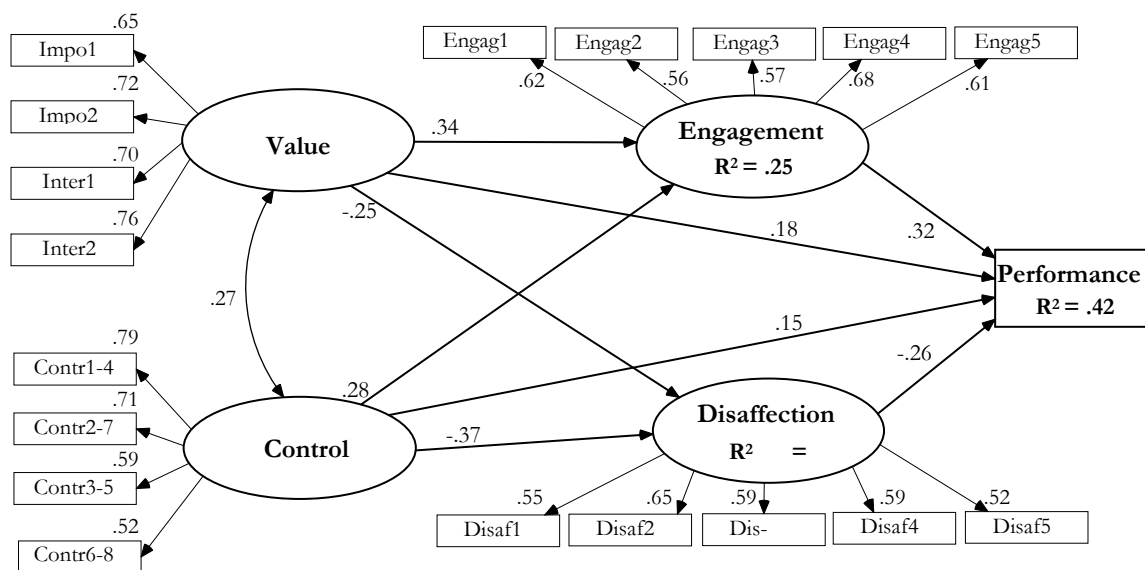 .65
Impo1
.72
Impo2
.70
Inter1
.76
Inter2
Value
Engag1
Engag2
Engag3
Engag4
Engag5
.62
.56
.57
.68
.61
Engagement
R² = .25
.34
-.25
.18
.32
.27
Performance
R² = .42
.15
-.26
.28
-.37
.79
Contr1-4
.71
Contr2-7
.59
Contr3-5
.52
Contr6-8
Control
Disaffection
R² =
.55
.65
.59
.59
.52
Disaf1
Disaf2
Dis-
Disaf4
Disaf5